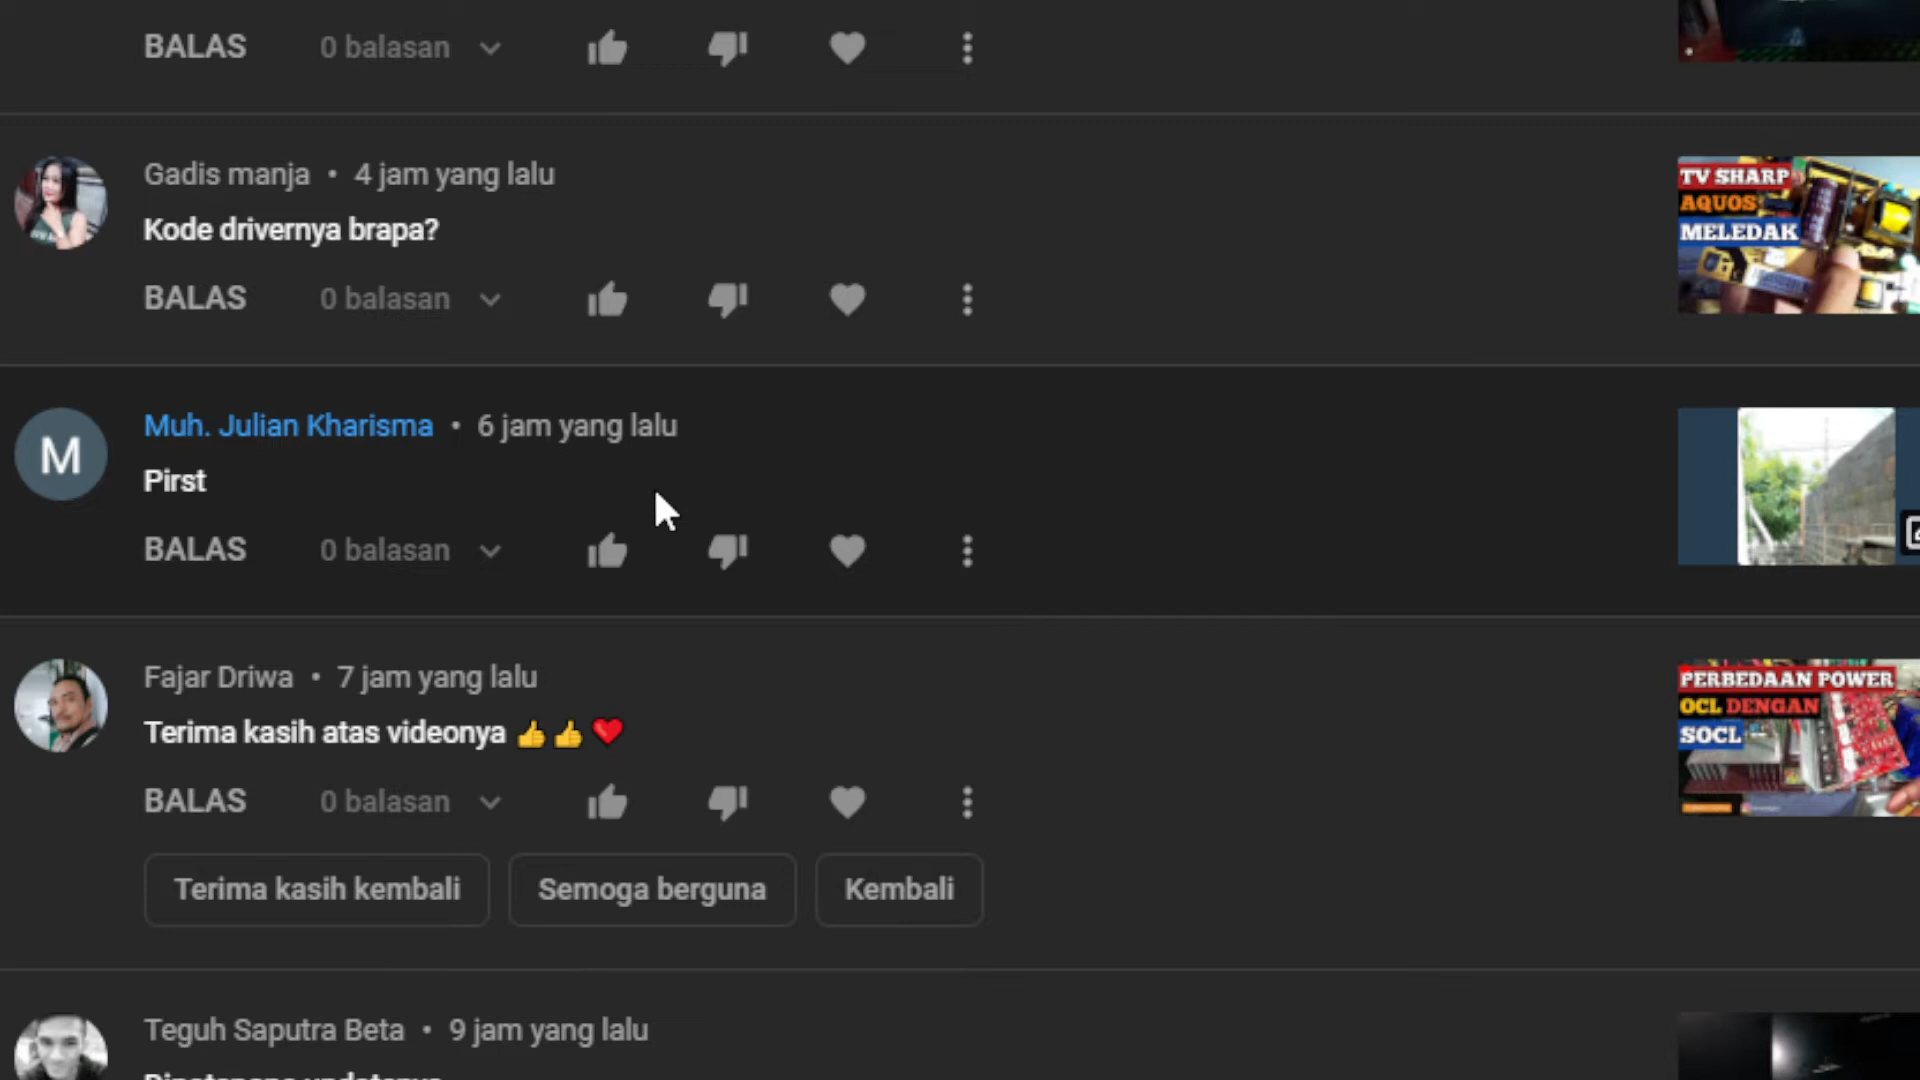 BALAS 0 balasan
Gadis manja • 4 jam yang lalu
Kode drivernya brapa?
BALAS 0 balasan
TV SHARP
AQUOS
MELEDAK
M
Muh. Julian Kharisma • 6 jam yang lalu
Pirst
BALAS 0 balasan
Fajar Driwa • 7 jam yang lalu
Terima kasih atas videonya 👍👍❤️
BALAS 0 balasan
PERBEDAAN POWER
OCL DENGAN
SOCL
Terima kasih kembali Semoga berguna Kembali
Teguh Saputra Beta • 9 jam yang lalu